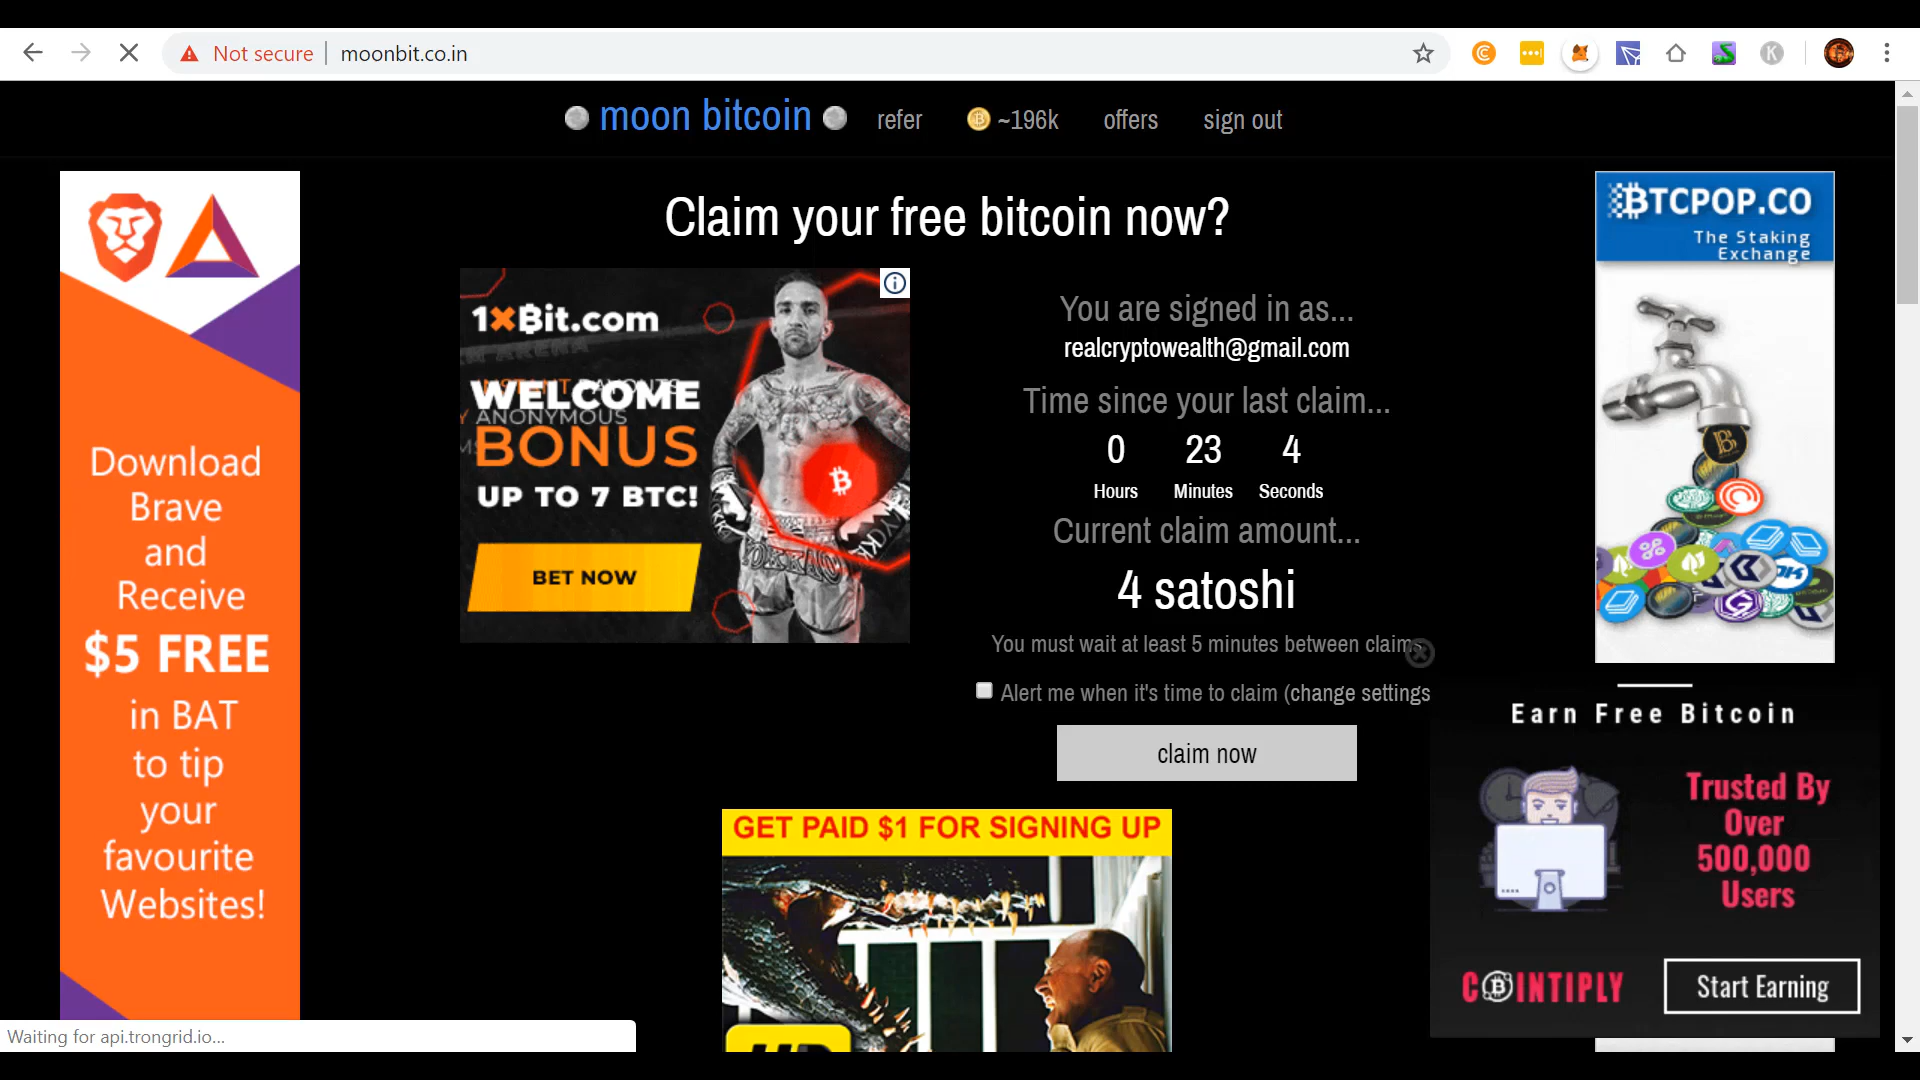 Not secure
moonbit.co.in
moon bitcoin
refer
~196k
offers
sign out
Claim your free bitcoin now?
Download
Brave
and
Receive
$5 FREE
in BAT
to tip
your
favourite
Websites!
1xBit.com
WELCOME
ANONYMOUS
BONUS
UP TO 7 BTC!
BET NOW
You are signed in as...
realcryptowealth@gmail.com
Time since your last claim...
0 23 4
Hours Minutes Seconds
Current claim amount...
4 satoshi
You must wait at least 5 minutes between claims
Alert me when it's time to claim (change settings
claim now
GET PAID $1 FOR SIGNING UP
BTCPOP.CO
The Staking
Exchange
Earn Free Bitcoin
Trusted By
Over
500,000
Users
COINTIPLY
Start Earning
Waiting for api.trongrid.io...